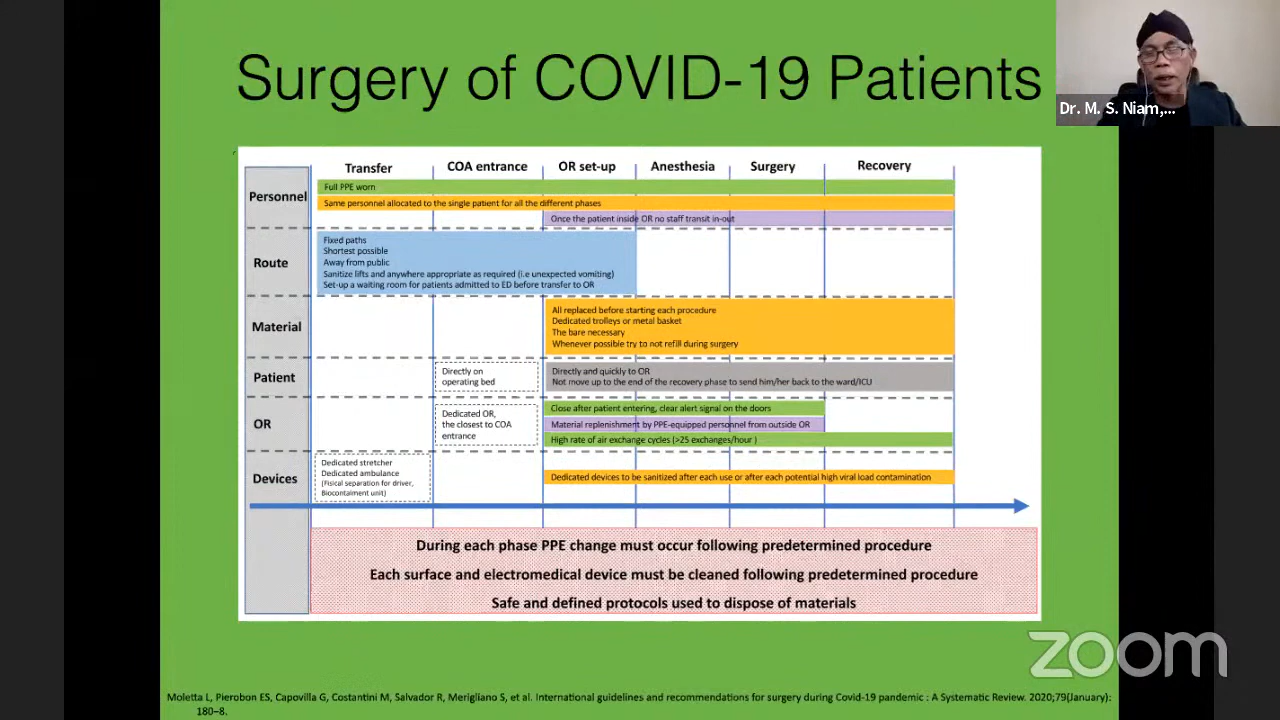 Surgery of COVID-19 Patients
Dr. M. S. Niam,...
Transfer
COA entrance
OR set-up
Anesthesia
Surgery
Recovery
Personnel
Full PPE worn
Same personnel allocated to the single patient for all the different phases
Once the patient inside OR no staff transit in-out
Route
Fixed paths
Shortest possible
Away from public
Sanitize lifts and anywhere appropriate as required (i.e unexpected vomiting)
Set-up a waiting room for patients admitted to ED before transfer to OR
Material
All replaced before starting each procedure
Dedicated trolleys or metal basket
The bare necessary
Whenever possible try to not refill during surgery
Patient
Directly on
operating bed
Directly and quickly to OR
Not move up to the end of the recovery phase to send him/her back to the ward/ICU
OR
Dedicated OR,
the closest to COA
entrance
Close after patient entering, clear alert signal on the doors
Material replenishment by PPE-equipped personnel from outside OR
High rate of air exchange cycles (>25 exchanges/hour )
Devices
Dedicated stretcher
Dedicated ambulance
(Fisical separation for driver,
Biocontalment unit)
Dedicated devices to be sanitized after each use or after each potential high viral load contamination
During each phase PPE change must occur following predetermined procedure
Each surface and electromedical device must be cleaned following predetermined procedure
Safe and defined protocols used to dispose of materials
zoom
Moletta L, Pierobon ES, Capovilla G, Costantini M, Salvador R, Merigliano S, et al. International guidelines and recommendations for surgery during Covid-19 pandemic : A Systematic Review. 2020;79(January):
180–8.